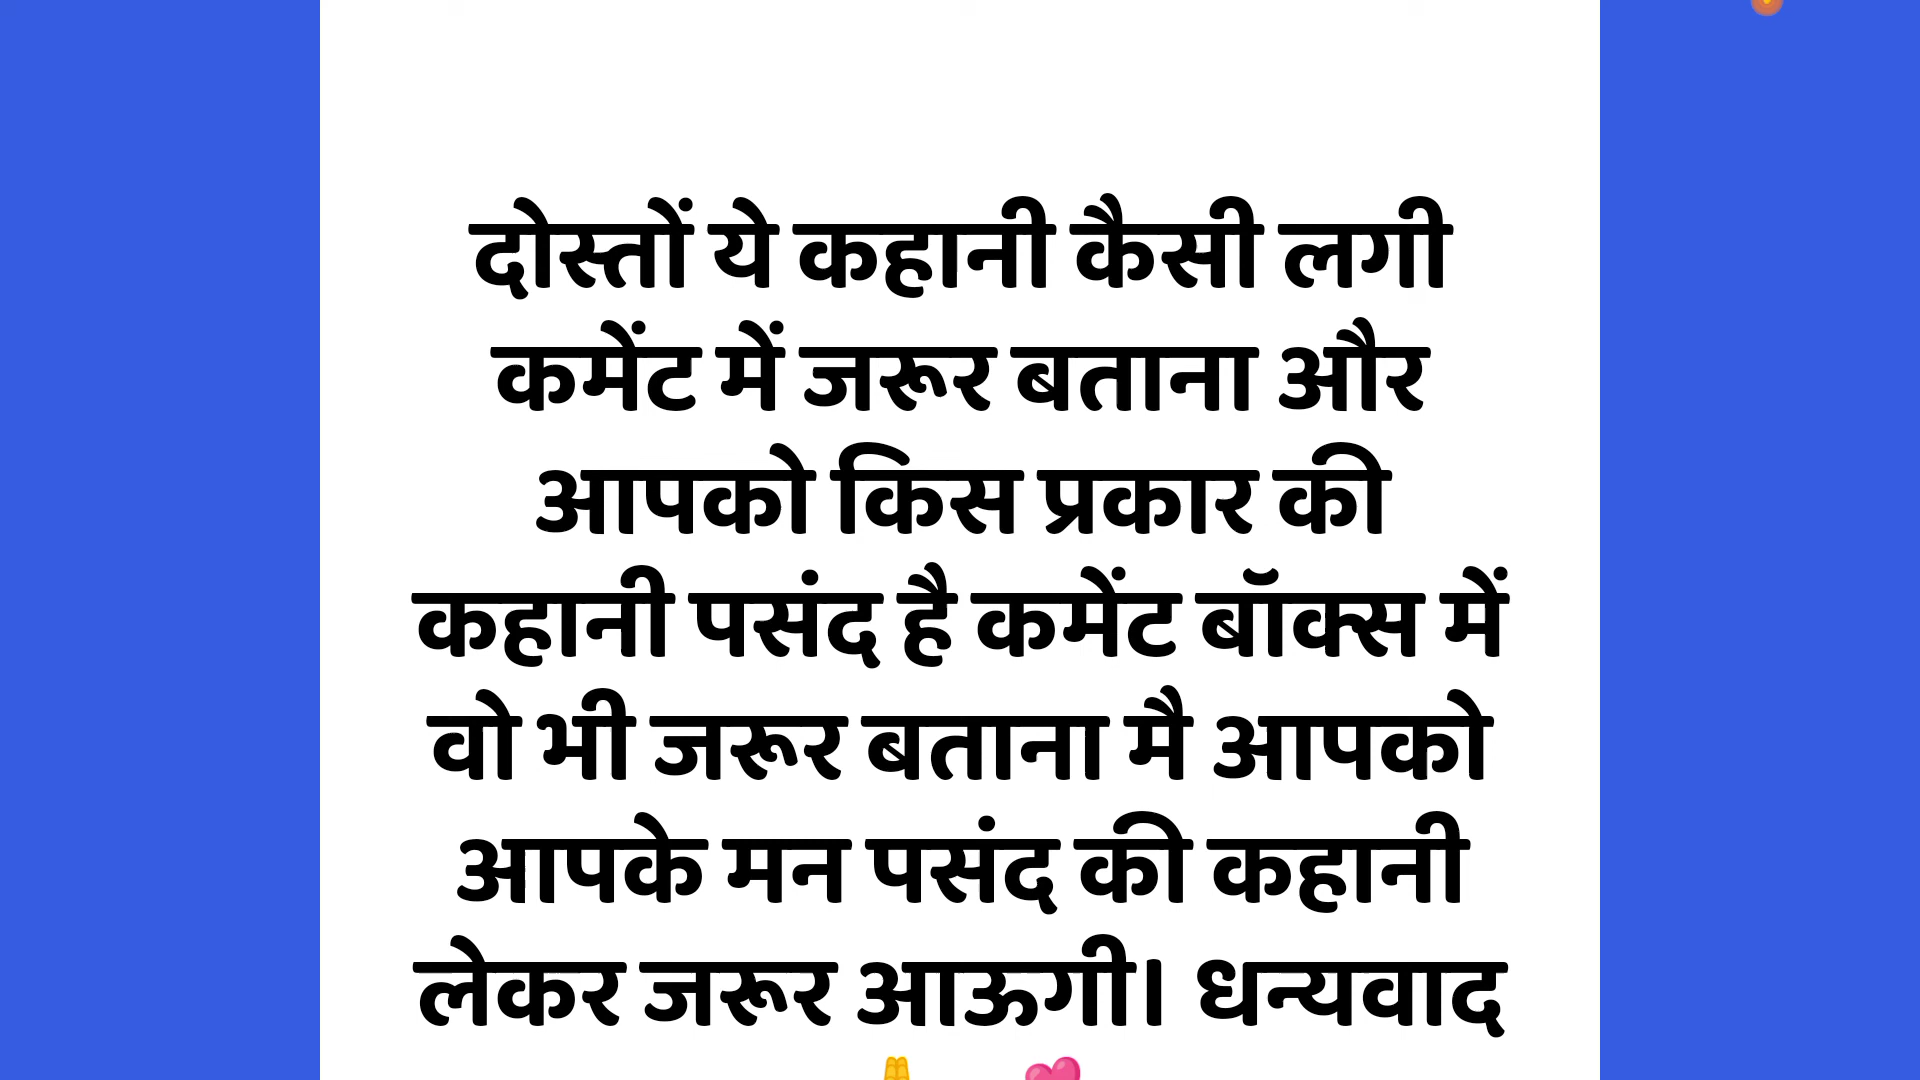 दोस्तों ये कहानी कैसी लगी
कमेंट में जरूर बताना और
आपको किस प्रकार की
कहानी पसंद है कमेंट बॉक्स में
वो भी जरूर बताना मै आपको
आपके मन पसंद की कहानी
लेकर जरूर आऊगी। धन्यवाद